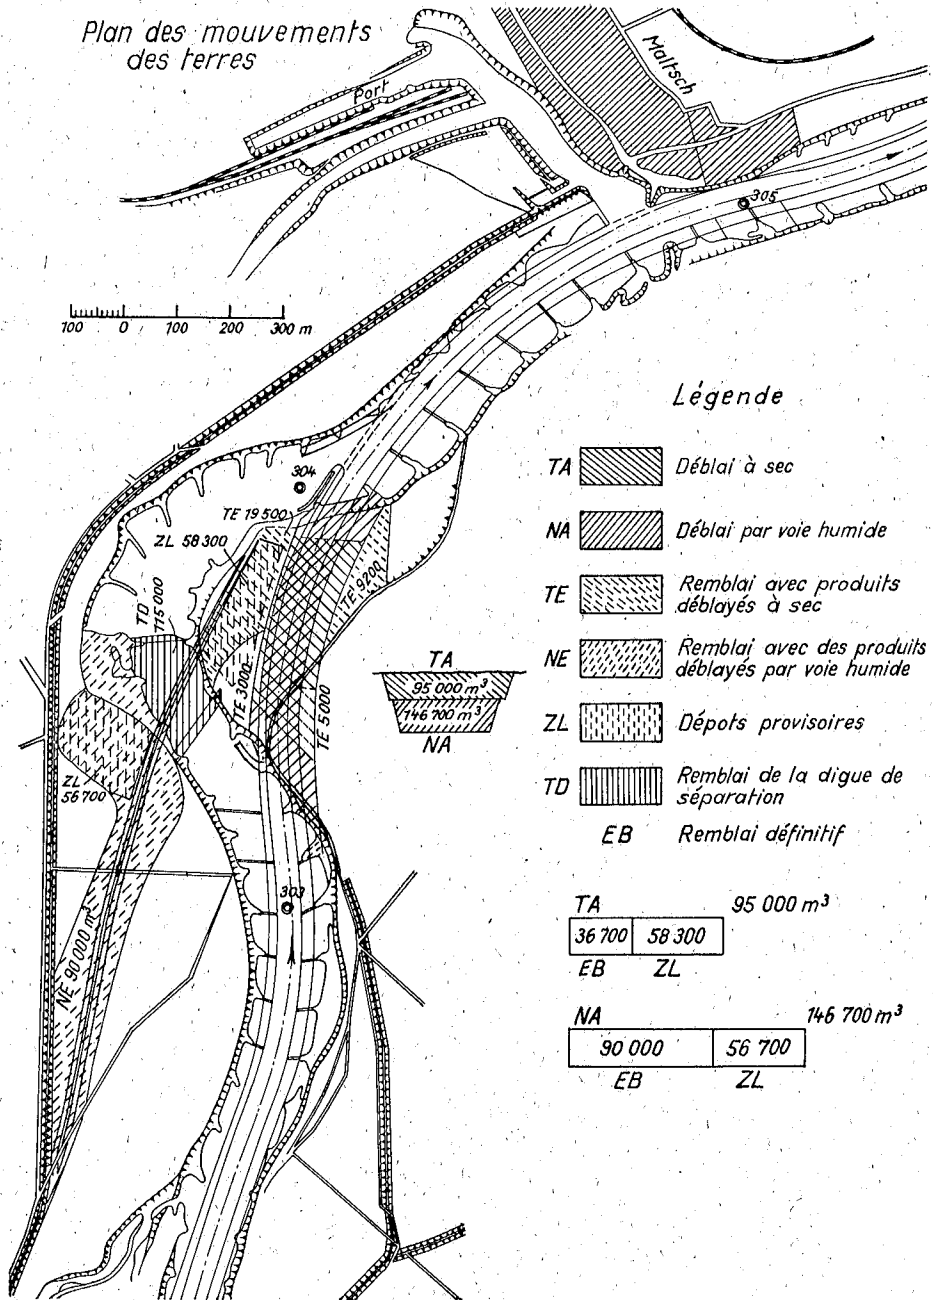 Plan des mouvements
des terres
Port
Maltsch
305
100 0 100 200 300 m
Légende
304
TA Déblai à sec
TE 19 500
ZL 58 300
NA Déblai par voie humide
TE 9200
TE Remblai avec produits
déblayés à sec
TD
115 000
NE Remblai avec des produits
déblayés par voie humide
TE 3000
TE 5000
TA
95 000 m³
146 700 m³
NA
ZL Dépots provisoires
ZL
56 700
TD Remblai de la digue de
séparation
EB Remblai définitif
303
NE 90 000 m³
TA 95 000 m³
36 700 58 300
EB ZL
NA 146 700 m³
90 000 56 700
EB ZL